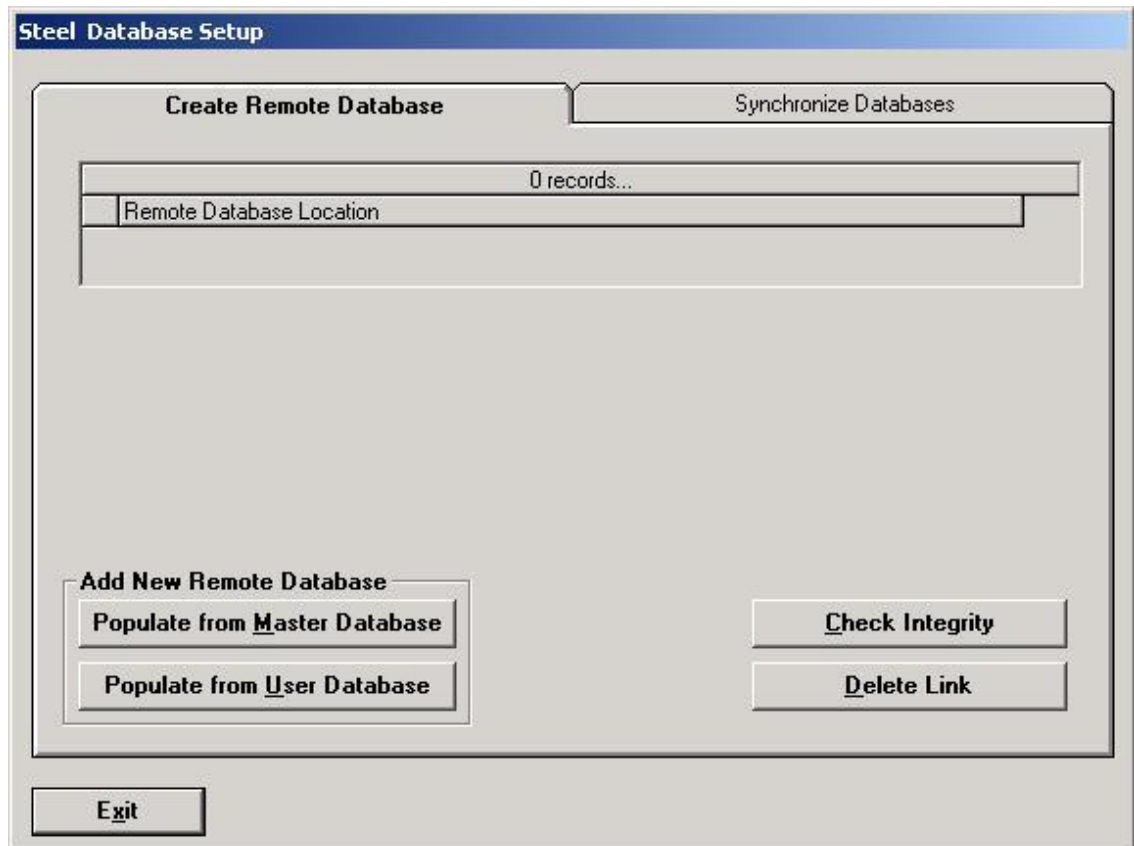 Steel Database Setup
Create Remote Database
Synchronize Databases
0 records...
Remote Database Location
Add New Remote Database
Populate from Master Database
Check Integrity
Populate from User Database
Delete Link
Exit